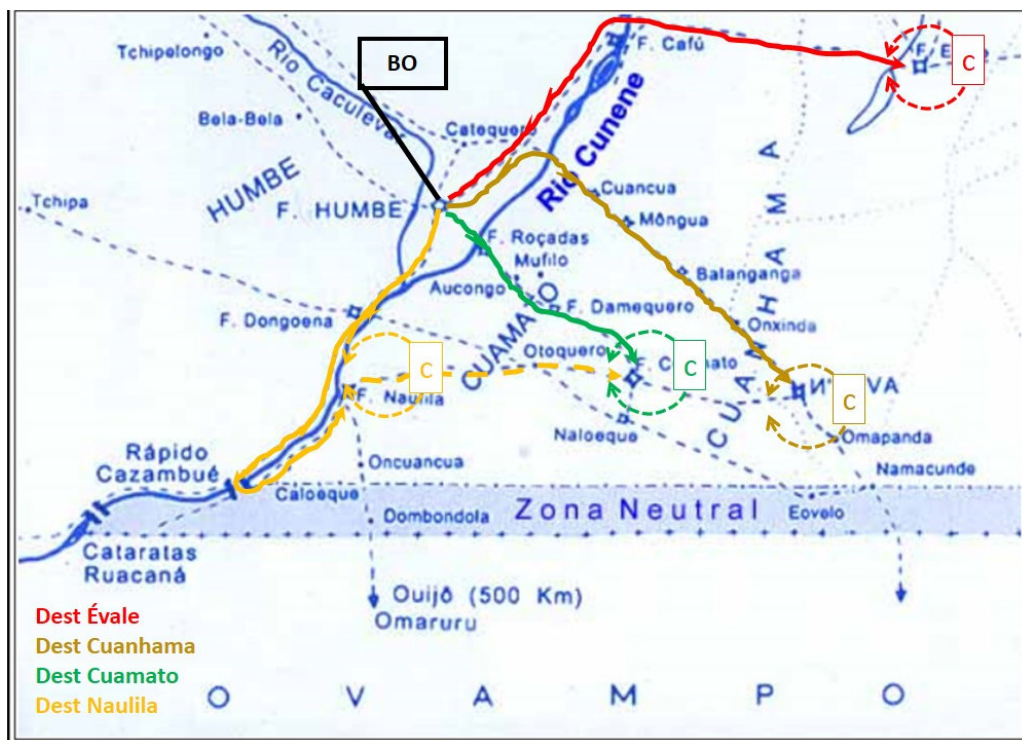 BO
Tchipelongo
Rio Caculevar
F. Cafú
C
Bela-Bela
Catequero
Rio Cunene
HUMBE
Tchipa
F. HUMBE
Cuancua
Môngua
F. Roçadas
Mufilo
Aucongo
Balanganga
F. Damequero
F. Dongoena
Onxinda
CUAMATO
Otoquero
CUANHAMA
C
C
C
F. Naulila
Naloeque
Omapanda
Oncuancua
Namacunde
Rápido
Cazambué
Caloeque
Zona Neutral
Dombondola
Eovelo
Cataratas
Ruacaná
Ouijô (500 Km)
Omaruru
Dest Évale
Dest Cuanhama
Dest Cuamato
Dest Naulila
O V A M P O